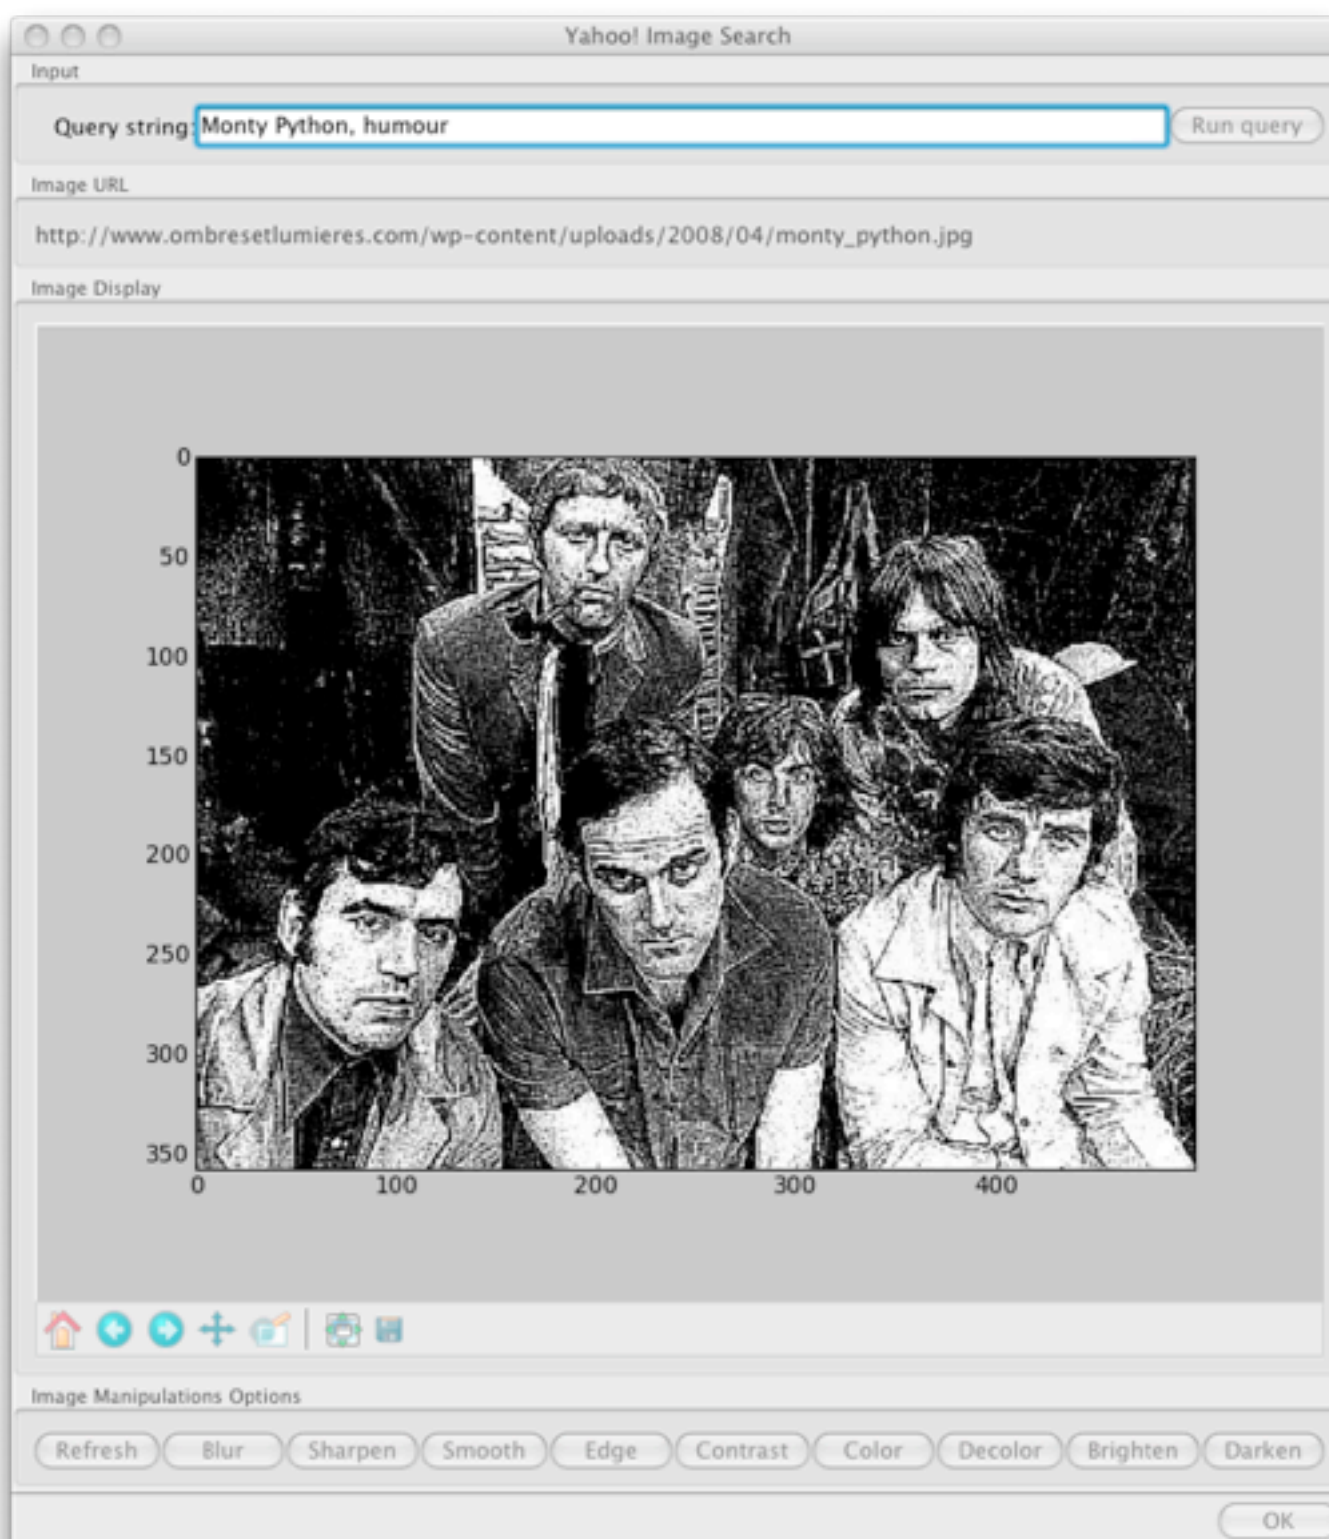 Yahoo! Image Search
Input
Query string: Monty Python, humour Run query
Image URL
http://www.ombresetlumieres.com/wp-content/uploads/2008/04/monty_python.jpg
Image Display
0
50
100
150
200
250
300
350
0 100 200 300 400
Image Manipulations Options
Refresh Blur Sharpen Smooth Edge Contrast Color Decolor Brighten Darken
OK